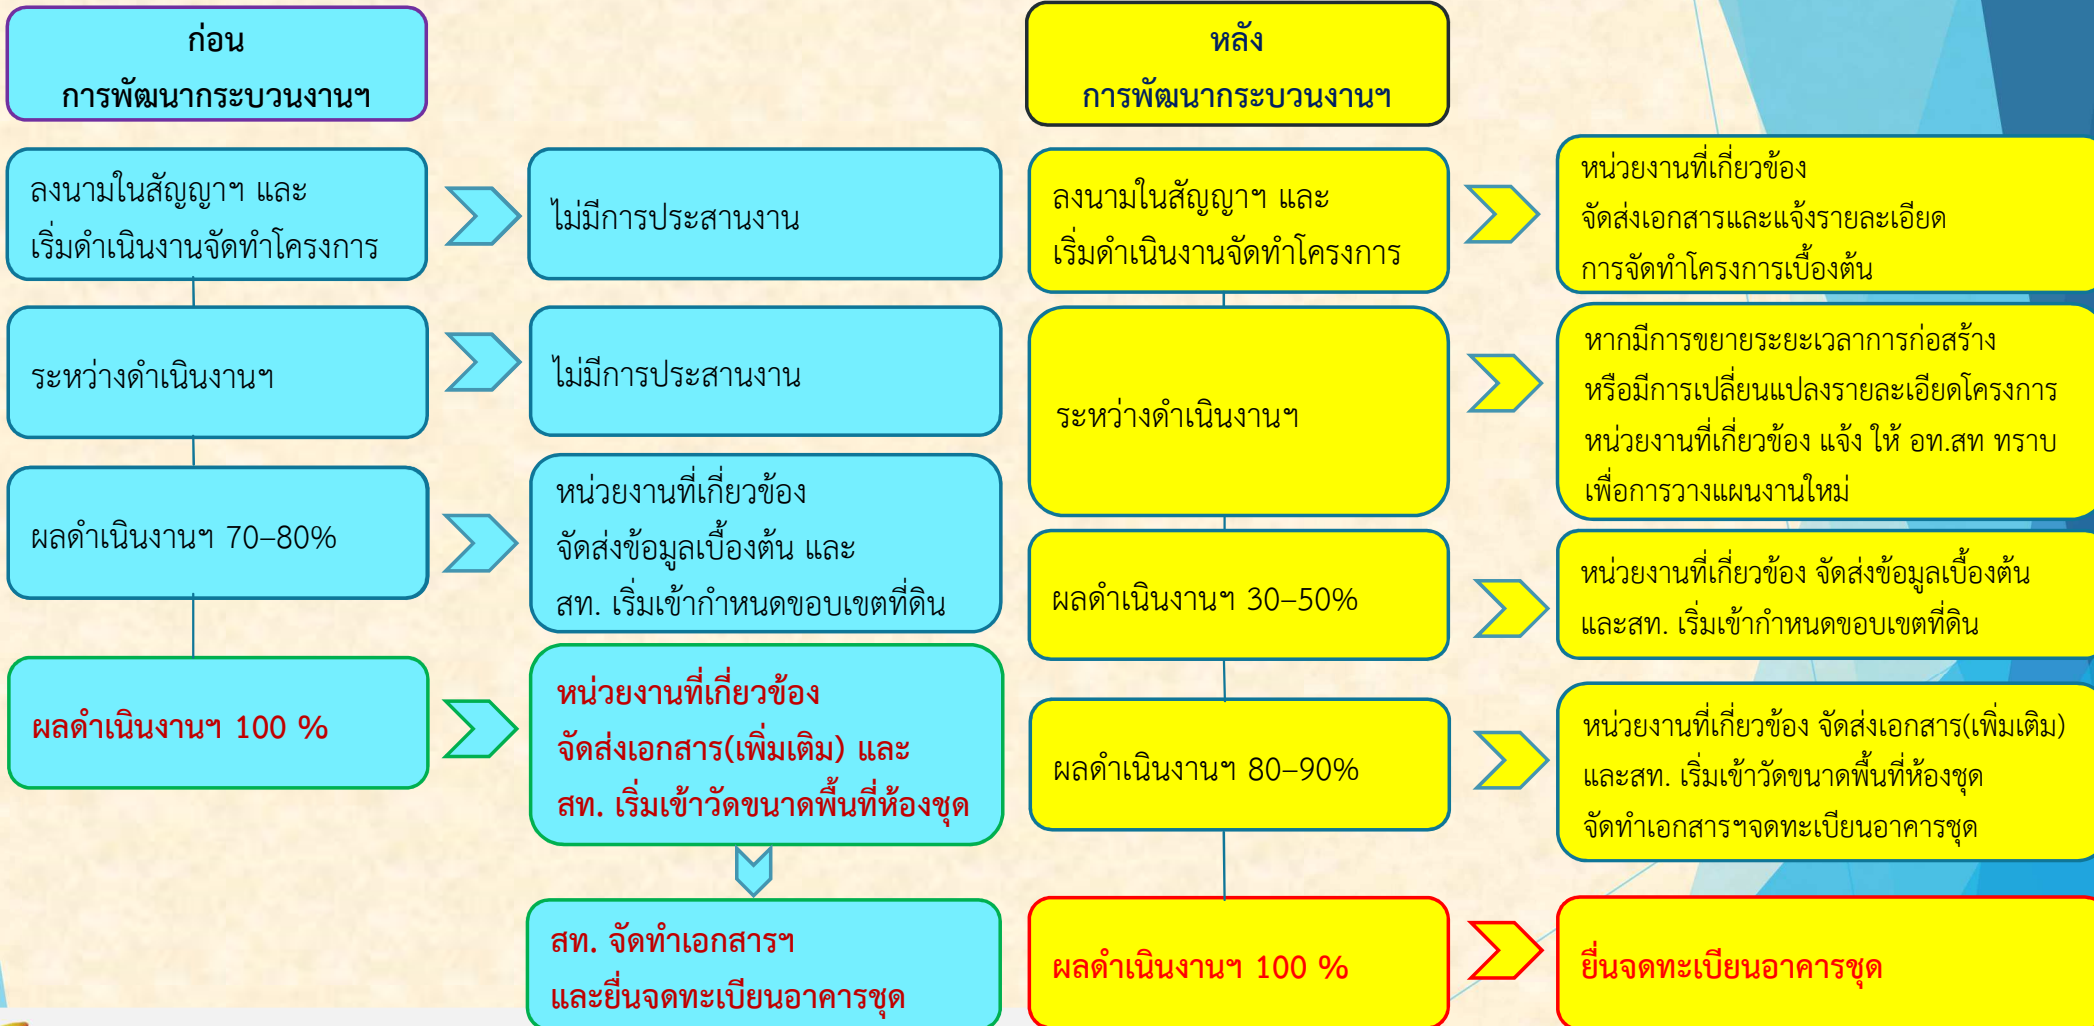 ก่อน
การพัฒนากระบวนงานฯ
ลงนามในสัญญาฯ และ
เริ่มดำเนินงานจัดทำโครงการ
ไม่มีการประสานงาน
ระหว่างดำเนินงานฯ
ไม่มีการประสานงาน
ผลดำเนินงานฯ 70–80%
หน่วยงานที่เกี่ยวข้อง
จัดส่งข้อมูลเบื้องต้น และ
สท. เริ่มเข้ากำหนดขอบเขตที่ดิน
ผลดำเนินงานฯ 100 %
หน่วยงานที่เกี่ยวข้อง
จัดส่งเอกสาร(เพิ่มเติม) และ
สท. เริ่มเข้าวัดขนาดพื้นที่ห้องชุด
สท. จัดทำเอกสารฯ
และยื่นจดทะเบียนอาคารชุด
หลัง
การพัฒนากระบวนงานฯ
ลงนามในสัญญาฯ และ
เริ่มดำเนินงานจัดทำโครงการ
หน่วยงานที่เกี่ยวข้อง
จัดส่งเอกสารและแจ้งรายละเอียด
การจัดทำโครงการเบื้องต้น
ระหว่างดำเนินงานฯ
หากมีการขยายระยะเวลาการก่อสร้าง
หรือมีการเปลี่ยนแปลงรายละเอียดโครงการ
หน่วยงานที่เกี่ยวข้อง แจ้ง ให้ อท.สท ทราบ
เพื่อการวางแผนงานใหม่
ผลดำเนินงานฯ 30–50%
หน่วยงานที่เกี่ยวข้อง จัดส่งข้อมูลเบื้องต้น
และสท. เริ่มเข้ากำหนดขอบเขตที่ดิน
ผลดำเนินงานฯ 80–90%
หน่วยงานที่เกี่ยวข้อง จัดส่งเอกสาร(เพิ่มเติม)
และสท. เริ่มเข้าวัดขนาดพื้นที่ห้องชุด
จัดทำเอกสารฯจดทะเบียนอาคารชุด
ผลดำเนินงานฯ 100 %
ยื่นจดทะเบียนอาคารชุด